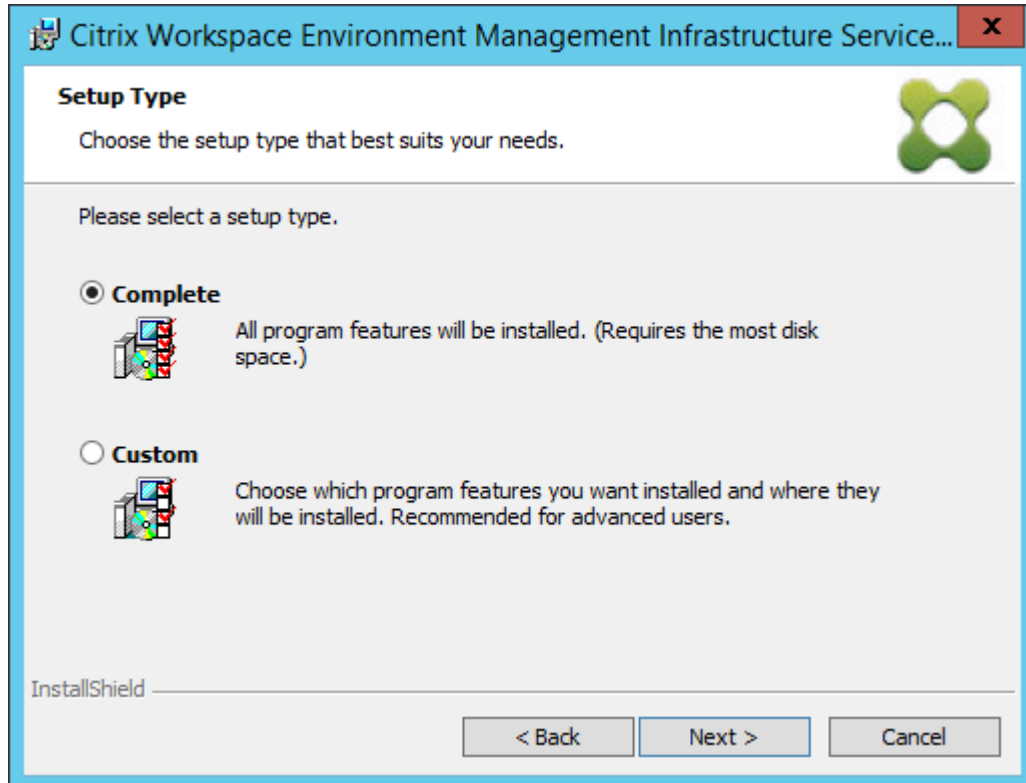 Citrix Workspace Environment Management Infrastructure Service...
x
Setup Type
Choose the setup type that best suits your needs.
Please select a setup type.
Complete
All program features will be installed. (Requires the most disk
space.)
Custom
Choose which program features you want installed and where they
will be installed. Recommended for advanced users.
InstallShield
< Back
Next >
Cancel